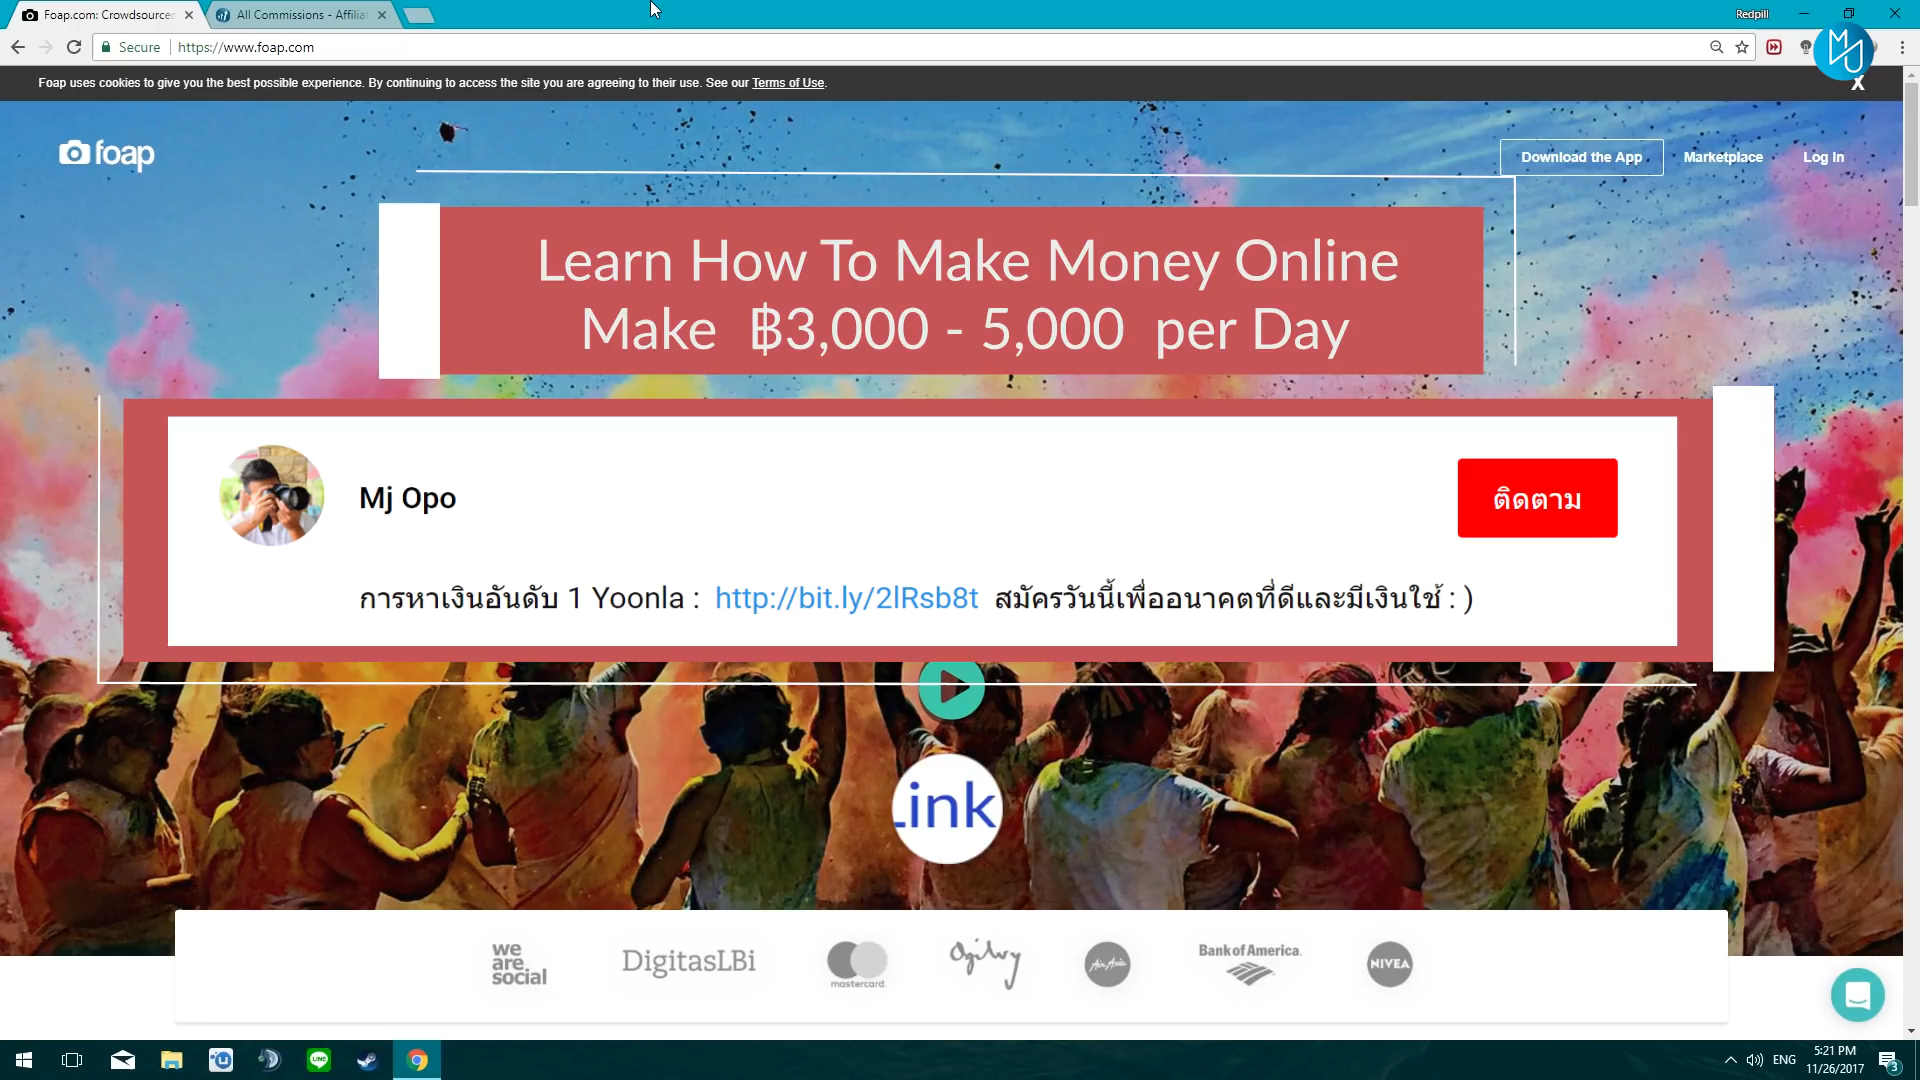 Foap.com: Crowdsourced
All Commissions - Affilia
Redpill
Secure
https://www.foap.com
MJ
Foap uses cookies to give you the best possible experience. By continuing to access the site you are agreeing to their use. See our Terms of Use.
X
foap
Download the App
Marketplace
Log In
Learn How To Make Money Online
Make ฿3,000 - 5,000 per Day
Mj Opo
ติดตาม
การหาเงินอันดับ 1 Yoonla : http://bit.ly/2lRsb8t สมัครวันนี้เพื่ออนาคตที่ดีและมีเงินใช้ : )
Link
we
are
social
DigitasLBi
mastercard.
Ogilvy
AirAsia
Bank of America.
NIVEA
LINE
ENG
5:21 PM
11/26/2017
3